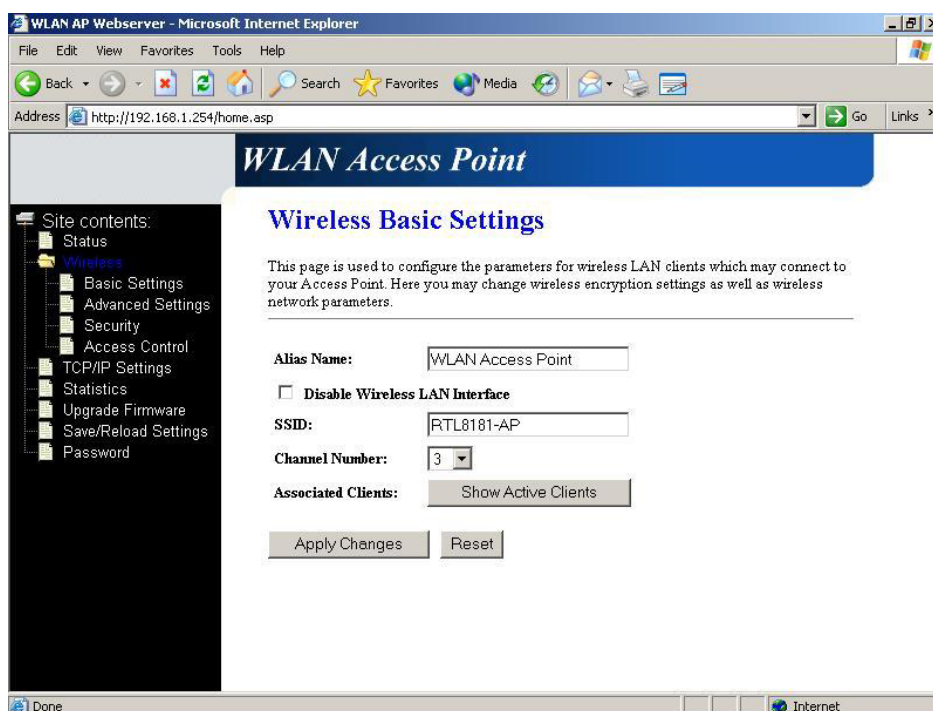 WLAN AP Webserver - Microsoft Internet Explorer
File Edit View Favorites Tools Help
Back Search Favorites Media
Address http://192.168.1.254/home.asp Go Links
WLAN Access Point
Site contents:
Status
Wireless
Basic Settings
Advanced Settings
Security
Access Control
TCP/IP Settings
Statistics
Upgrade Firmware
Save/Reload Settings
Password
Wireless Basic Settings
This page is used to configure the parameters for wireless LAN clients which may connect to
your Access Point. Here you may change wireless encryption settings as well as wireless
network parameters.
Alias Name: WLAN Access Point
Disable Wireless LAN Interface
SSID: RTL8181-AP
Channel Number: 3
Associated Clients: Show Active Clients
Apply Changes Reset
Done Internet